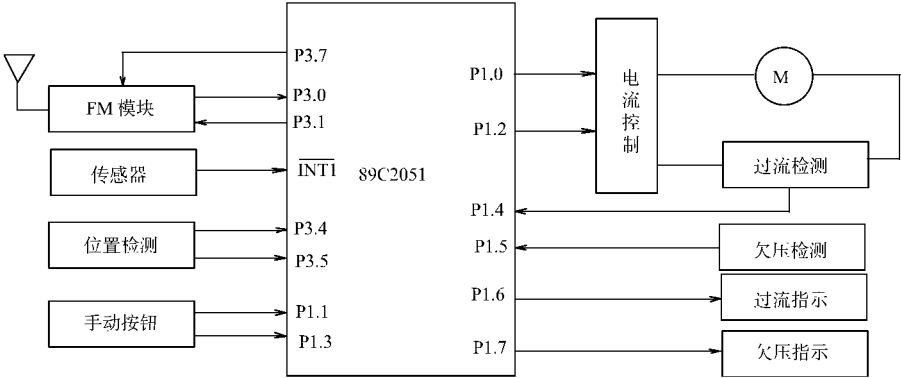 P3.7
FM 模块
P3.0
P3.1
传感器
INT1
位置检测
P3.4
P3.5
手动按钮
P1.1
P1.3
89C2051
P1.0
P1.2
P1.4
P1.5
P1.6
P1.7
电流控制
M
过流检测
欠压检测
过流指示
欠压指示